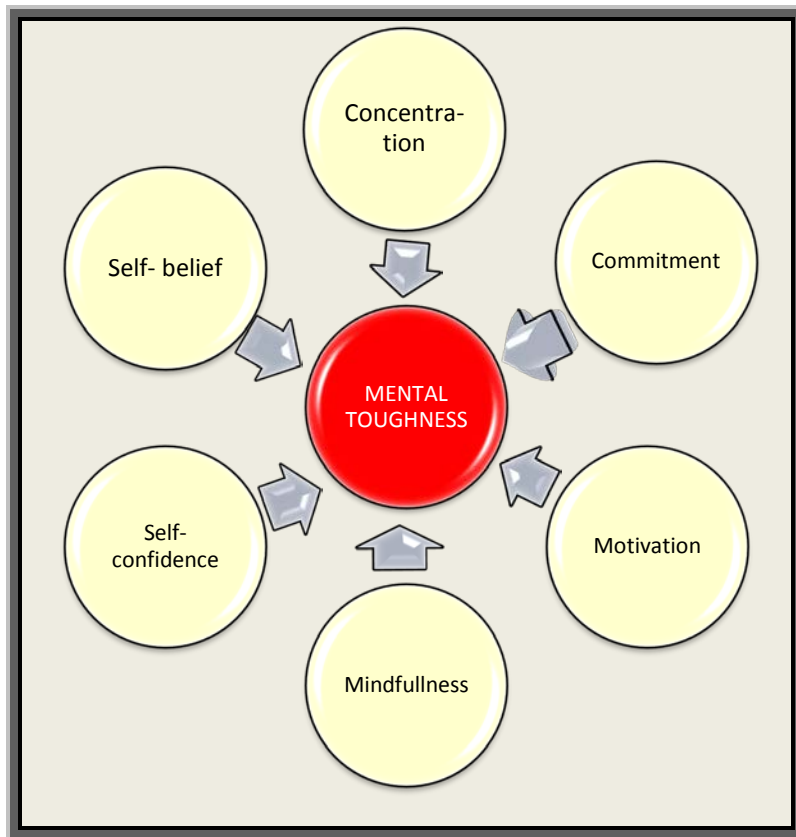 Concentra-
tion
Self- belief
Commitment
MENTAL
TOUGHNESS
Self-
confidence
Motivation
Mindfullness